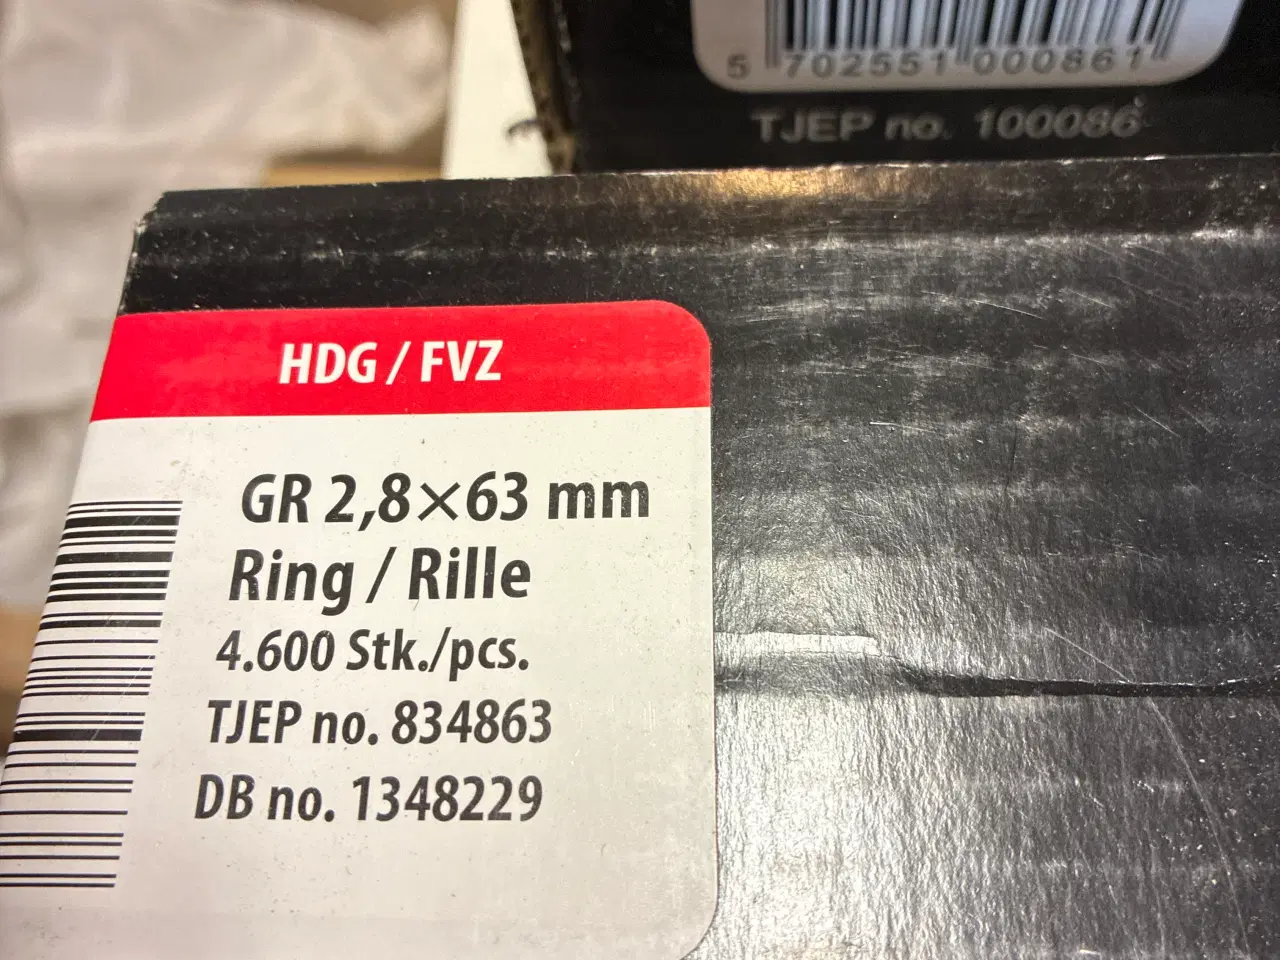 5 702551 000861
TJEP no. 100086
HDG / FVZ
GR 2,8×63 mm
Ring / Rille
4.600 Stk./pcs.
TJEP no. 834863
DB no. 1348229